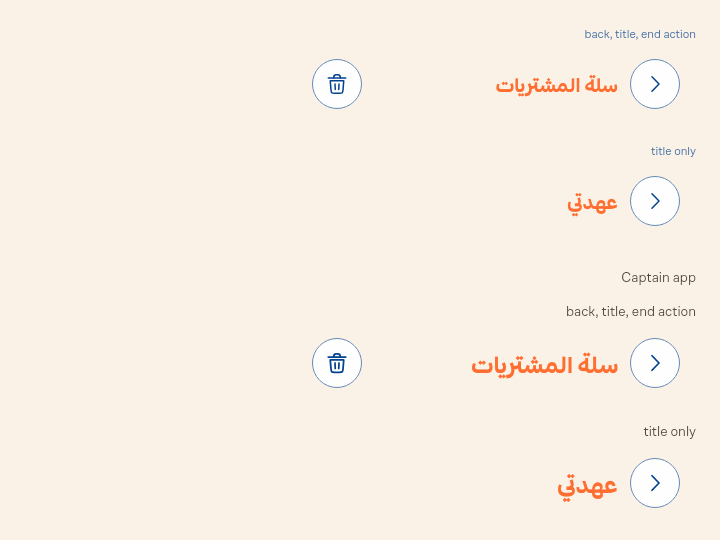 back, title, end action
سلة المشتريات
title only
عهدتي
Captain app
back, title, end action
سلة المشتريات
title only
عهدتي